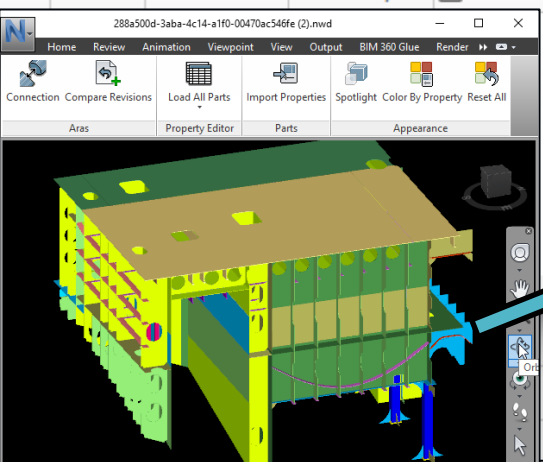 N
288a500d-3aba-4c14-a1f0-00470ac546fe (2).nwd
Home Review Animation Viewpoint View Output BIM 360 Glue Render
Connection Compare Revisions Load All Parts Import Properties Spotlight Color By Property Reset All
Aras Property Editor Parts Appearance
Orb